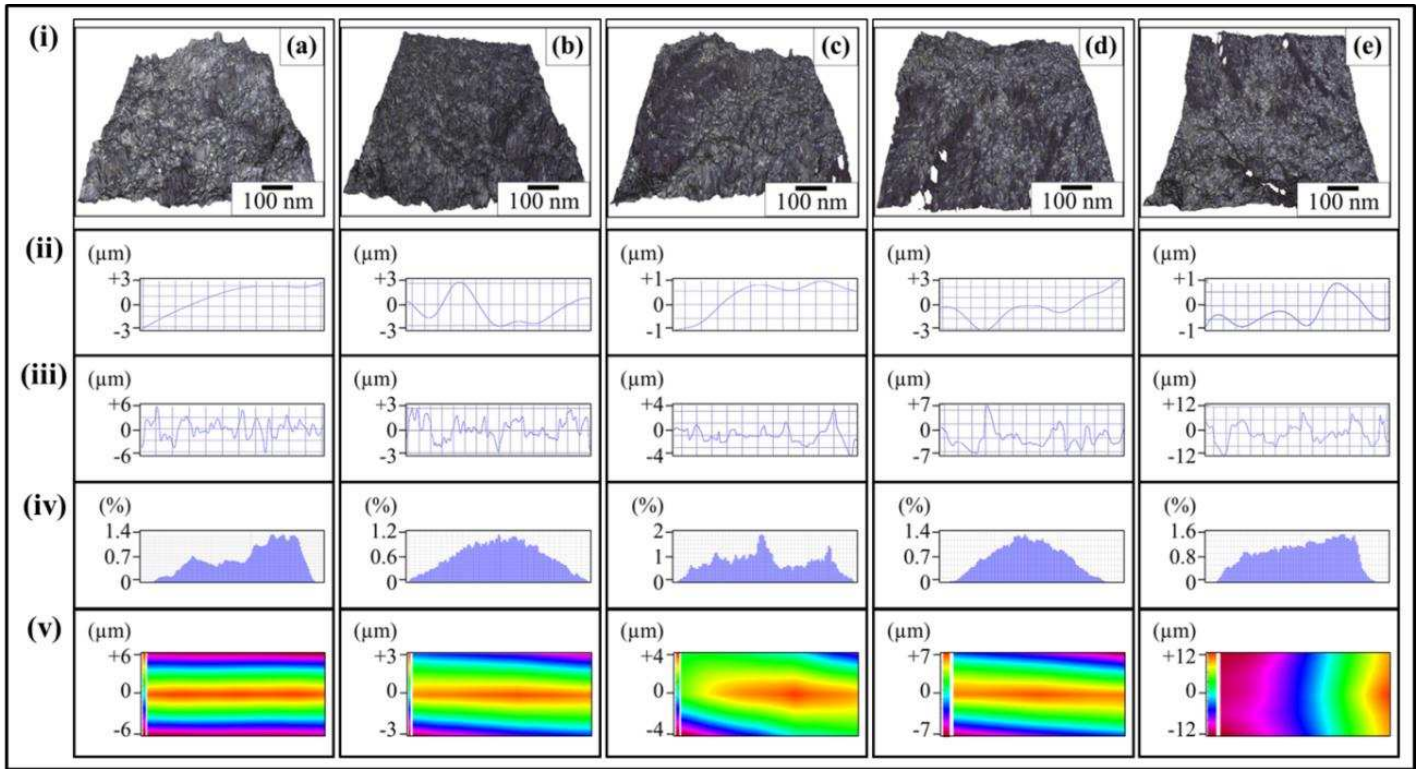 (i) (a) (b) (c) (d) (e)
100 nm 100 nm 100 nm 100 nm 100 nm
(ii) (µm) (µm) (µm) (µm) (µm)
+3 +3 +1 +3 +1
0 0 0 0 0
-3 -3 -1 -3 -1
(iii) (µm) (µm) (µm) (µm) (µm)
+6 +3 +4 +7 +12
0 0 0 0 0
-6 -3 -4 -7 -12
(iv) (%) (%) (%) (%) (%)
1.4 1.2 2 1.4 1.6
0.7 0.6 1 0.7 0.8
0 0 0 0 0
(v) (µm) (µm) (µm) (µm) (µm)
+6 +3 +4 +7 +12
0 0 0 0 0
-6 -3 -4 -7 -12